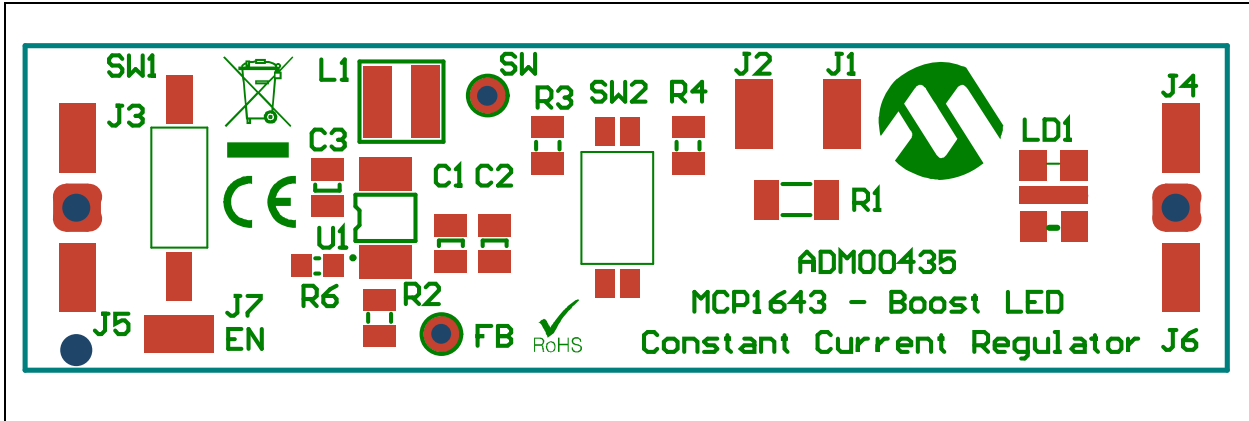 SW1
L1
SW
J2
J1
J4
J3
R3
SW2
R4
LD1
C3
C1
C2
CE
R1
U1
ADM00435
R6
R2
J7
MCP1643 - Boost LED
J5
EN
FB
RoHS
Constant Current Regulator
J6